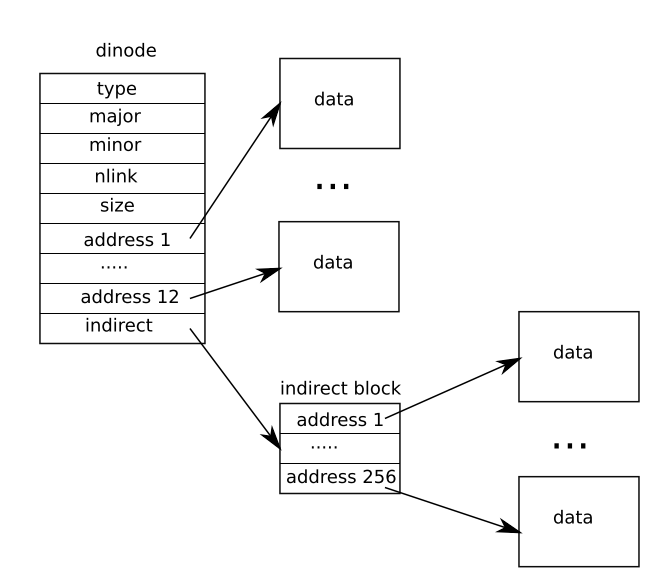 dinode
type
major
minor
nlink
size
address 1
.....
address 12
indirect
data
...
data
indirect block
address 1
.....
address 256
data
...
data